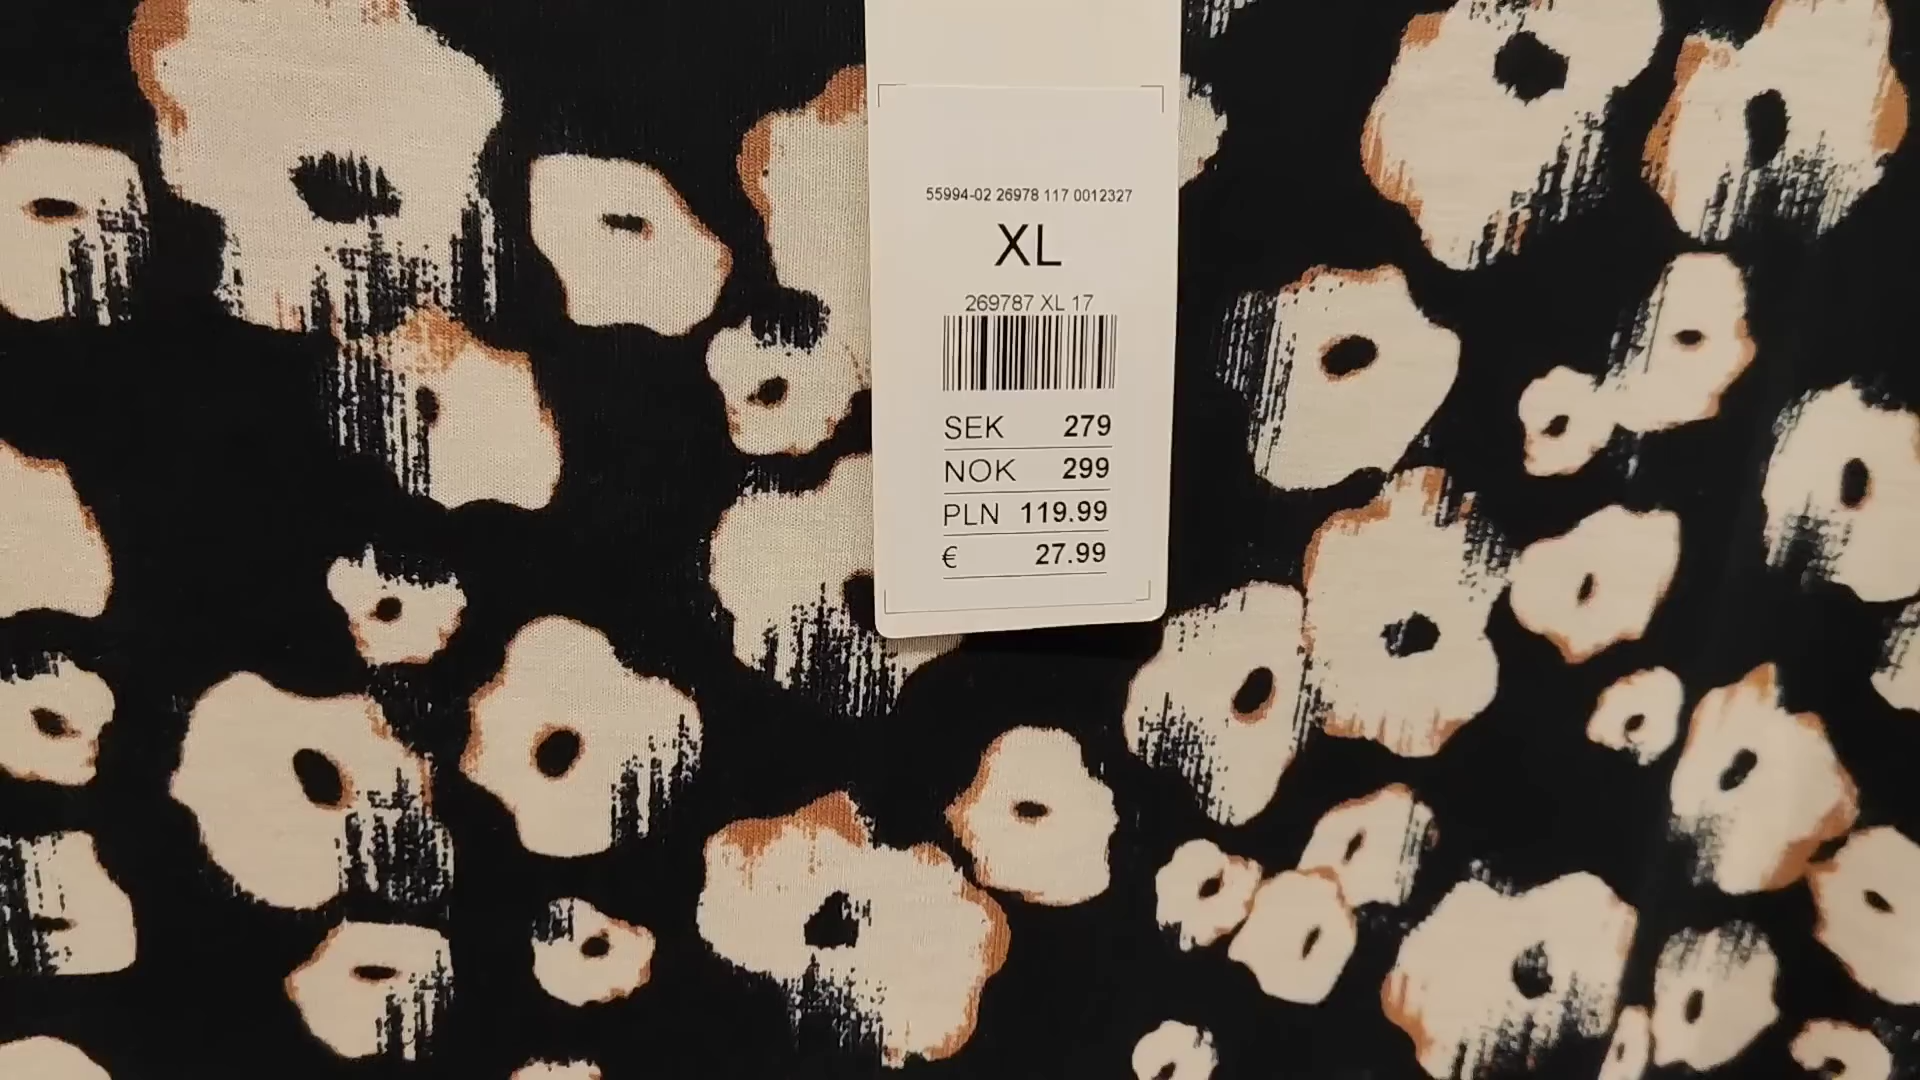 55994-02 26978 117 0012327
XL
269787 XL 17
SEK 279
NOK 299
PLN 119.99
€ 27.99